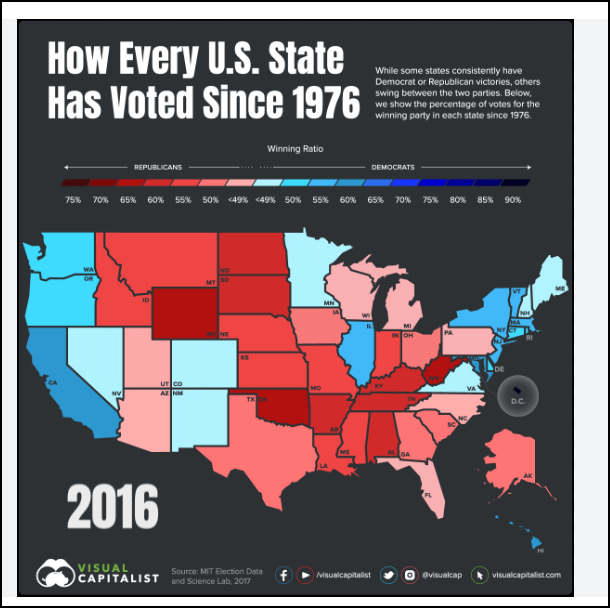 How Every U.S. State
Has Voted Since 1976
While some states consistently have
Democrat or Republican victories, others
swing between the two parties. Below,
we show the percentage of votes for the
winning party in each state since 1976.
Winning Ratio
REPUBLICANS
DEMOCRATS
75% 70% 65% 60% 55% 50% <49% <49% 50% 55% 60% 65% 70% 75% 80% 85% 90%
WA
OR
ID
MT
ND
SD
NE
MN
IA
WI
MI
IL
IN
OH
PA
NY
VT
NH
ME
MA
CT
RI
NJ
DE
CA
NV
UT
CO
AZ
NM
KS
MO
KY
VA
TX
OK
AR
TN
NC
SC
LA
MS
AL
GA
FL
D.C.
AK
HI
2016
VISUAL
CAPITALIST
Source: MIT Election Data
and Science Lab, 2017
/visualcapitalist
@visualcap
visualcapitalist.com